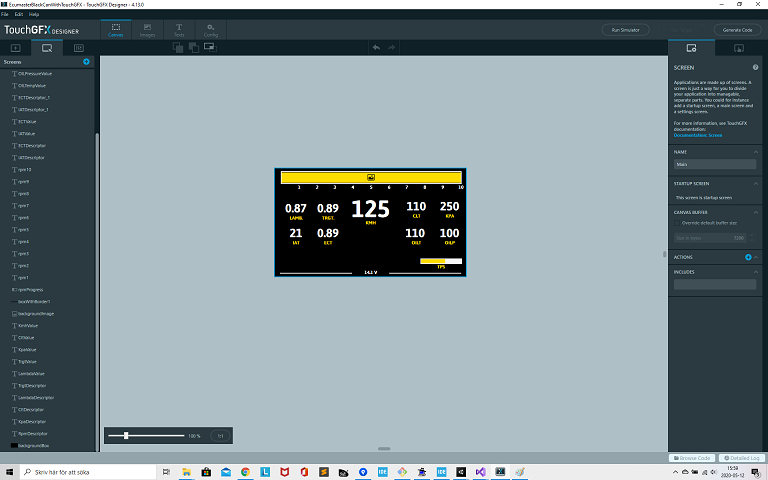 EcumasterBlackCanWithTouchGFX - TouchGFX Designer - 4.13.0
File Edit Help
TouchGFX DESIGNER
Canvas
Images
Texts
Config
Run Simulator
Generate Code
Screens
OilPressureValue
OilTempValue
ECTDescriptor_1
IATDescriptor_1
ECTValue
IATValue
ECTDescriptor
IATDescriptor
rpm10
rpm9
rpm8
rpm7
rpm6
rpm5
rpm4
rpm3
rpm2
rpm1
rpmProgress
boxWithBorder1
backgroundImage
KmhValue
CltValue
KpaValue
TrgtValue
LambdaValue
TrgtDescriptor
LambdaDescriptor
CltDecsriptor
KpaDescriptor
RpmDescriptor
backgroundBox
1 2 3 4 5 6 7 8 9 10
0.87 0.89 125 110 250
LAMB. TRGT. KMH CLT KPA
21 0.89 110 100
IAT ECT OILT OILP
TPS
14.1 V
100 %
1:1
SCREEN
Applications are made up of screens. A
screen is just a way for you to divide
your application into managable,
separate parts. You could for instance
add a startup screen, a main screen and
a settings screen.
For more information, see TouchGFX
documentation:
Documentation: Screen
NAME
Main
STARTUP SCREEN
This screen is startup screen
CANVAS BUFFER
Override default buffer size
ACTIONS
INCLUDES
Browse Code
Detailed Log
Skriv här för att söka
15:59
2020-05-12